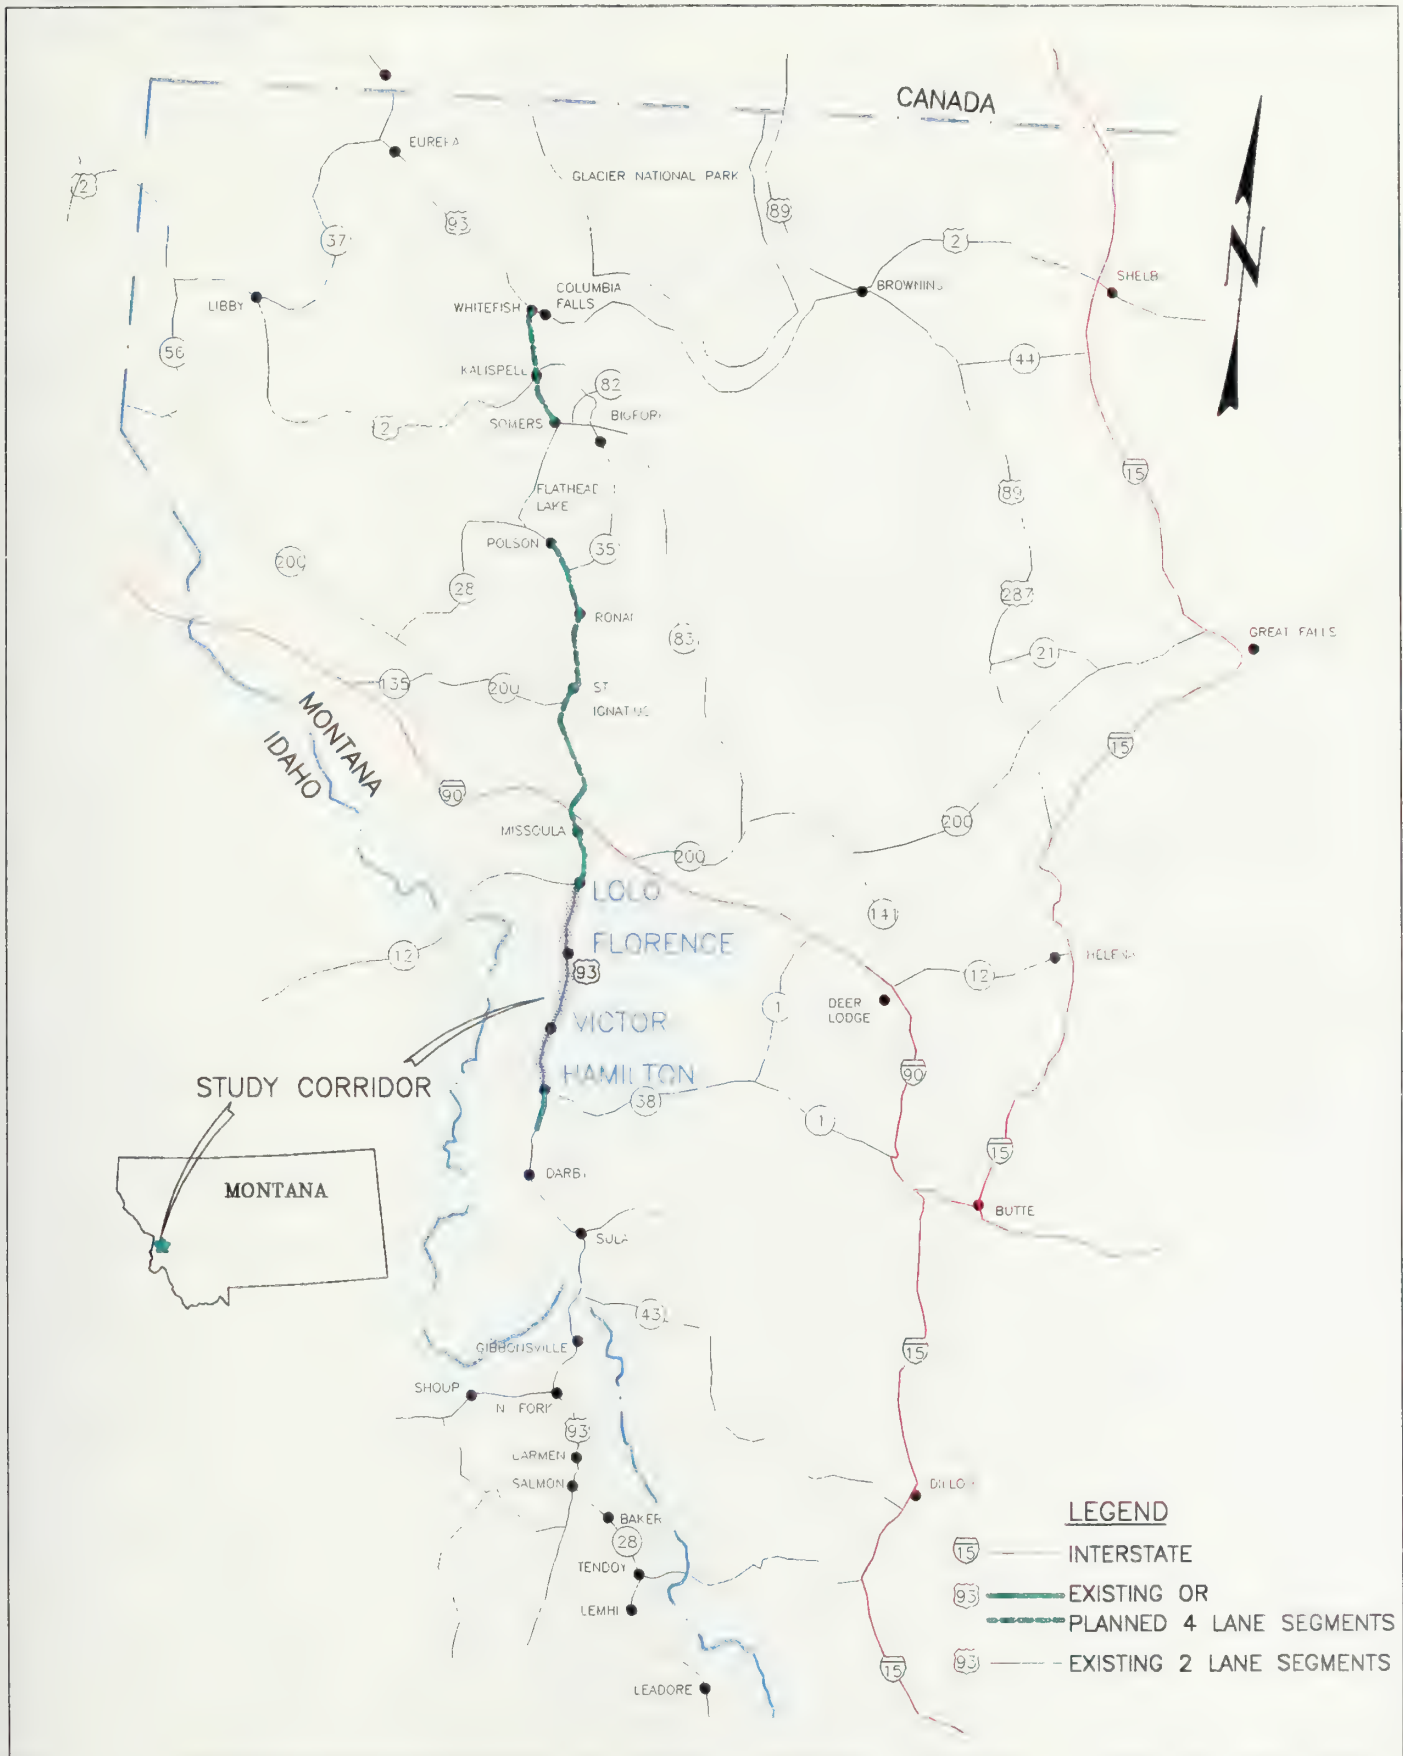 CANADA
EUREKA
GLACIER NATIONAL PARK
2
93
89
37
2
COLUMBIA
FALLS
SHELB
LIBBY
WHITEFISH
BROWNING
56
44
KALISPELL
82
BIGFORK
2
SOMERS
15
89
FLATHEAD
LAKE
POLSON
35
200
28
287
RONAN
GREAT FALLS
83
21
135
200
ST
IGNATIUS
MONTANA
IDAHO
15
90
MISSOULA
200
200
LOLO
141
FLORENCE
12
93
12
HELENA
DEER
LODGE
1
VICTOR
HAMILTON
90
STUDY CORRIDOR
38
1
15
DARBY
MONTANA
BUTTE
SULA
43
GIBBONSVILLE
15
SHOUP
N FORK
93
CARMEN
SALMON
DILLO
BAKER
28
TENDOY
LEMHI
LEADORE
15
LEGEND
15 INTERSTATE
93 EXISTING OR
PLANNED 4 LANE SEGMENTS
93 EXISTING 2 LANE SEGMENTS